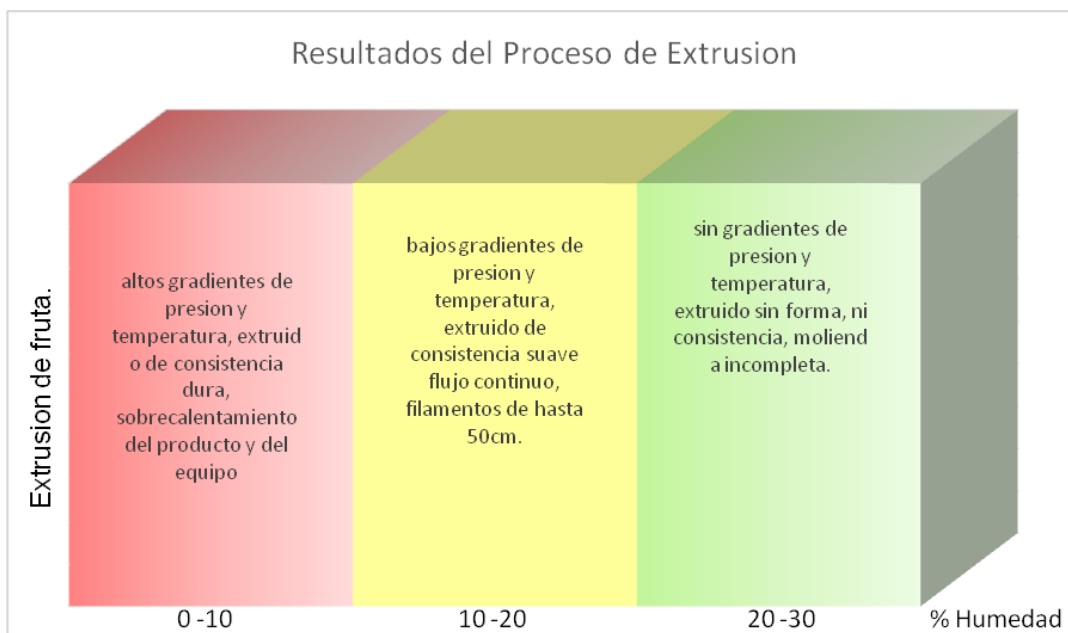 Resultados del Proceso de Extrusion
Extrusion de fruta.
altos gradientes de
presion y
temperatura, extruid
o de consistencia
dura,
sobrecalentamiento
del producto y del
equipo
bajos gradientes de
presion y
temperatura,
extruido de
consistencia suave
flujo continuo,
filamentos de hasta
50cm.
sin gradientes de
presion y
temperatura,
extruido sin forma, ni
consistencia, moliend
a incompleta.
0 -10
10 -20
20 -30
% Humedad